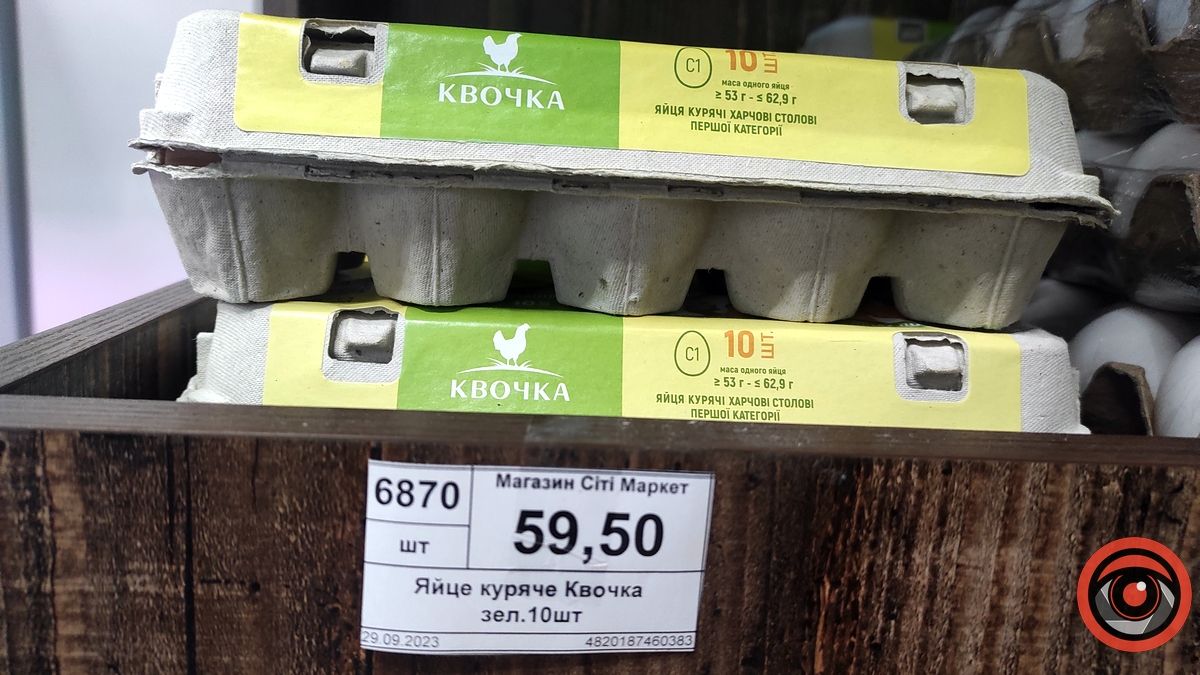 КВОЧКА
С1
10 ШТ.
маса одного яйця
≥ 53 г - ≤ 62,9 г
ЯЙЦЯ КУРЯЧІ ХАРЧОВІ СТОЛОВІ
ПЕРШОЇ КАТЕГОРІЇ
КВОЧКА
С1
10 ШТ.
маса одного яйця
≥ 53 г - ≤ 62,9 г
ЯЙЦЯ КУРЯЧІ ХАРЧОВІ СТОЛОВІ
ПЕРШОЇ КАТЕГОРІЇ
6870
шт
Магазин Сіті Маркет
59,50
Яйце куряче Квочка
зел.10шт
29.09.2023
4820187460383